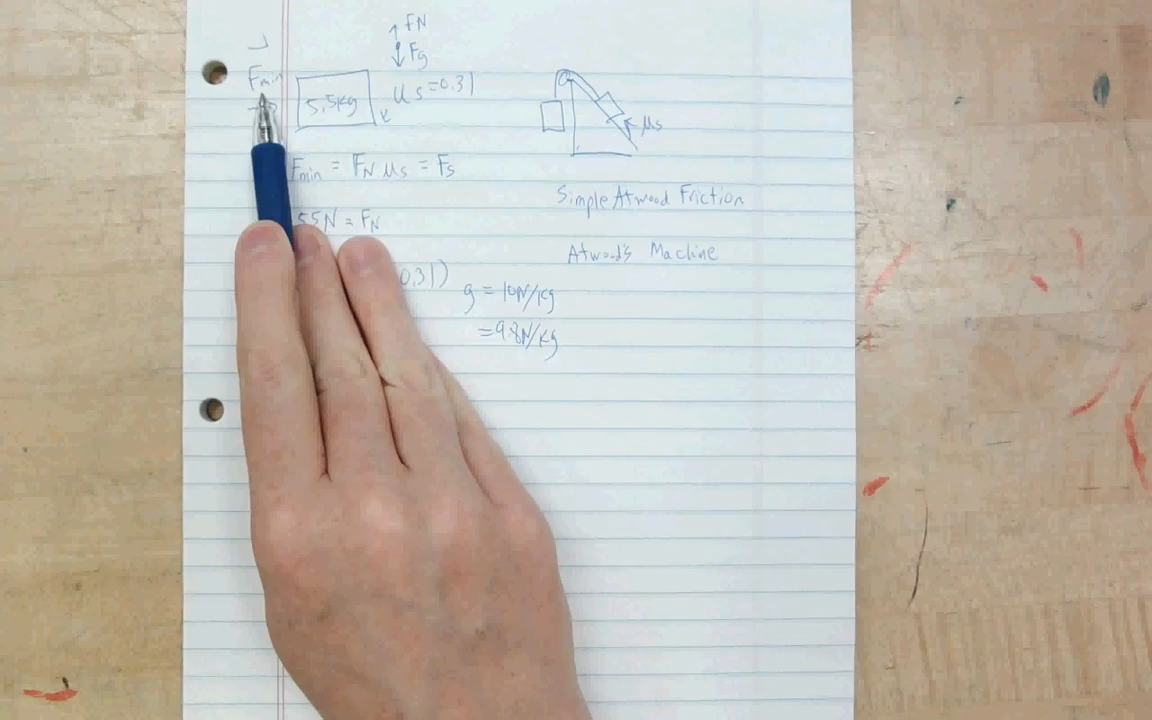 FN
Fg
Fmin
5.5kg
μs = 0.31
Fmin = FN μs = Fs
55N = FN
0.31)
g = 10N/kg
= 9.8N/kg
μs
Simple Atwood Friction
Atwood's Machine